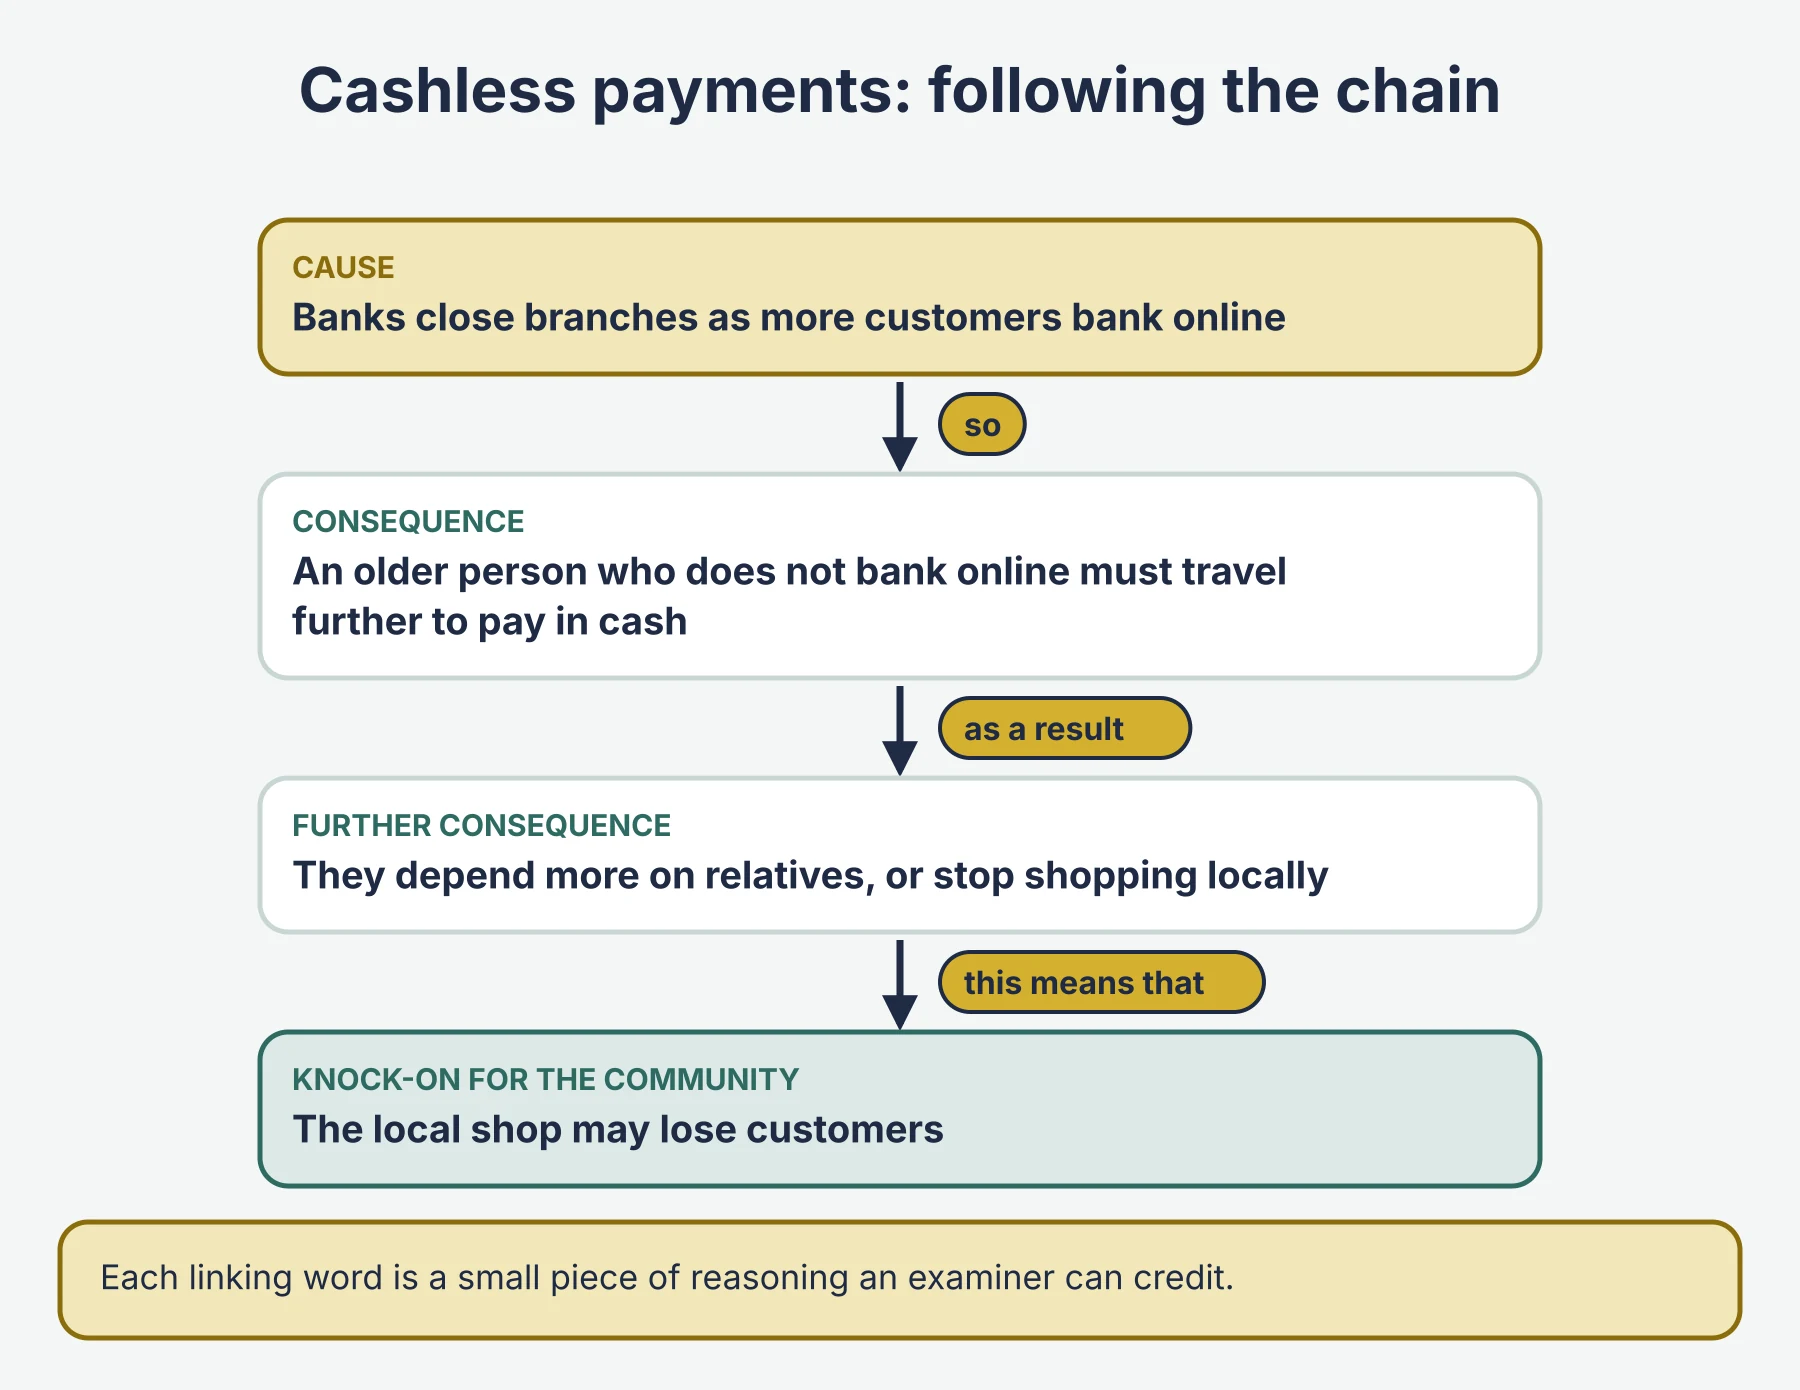 Cashless payments: following the chain
CAUSE
Banks close branches as more customers bank online
so
CONSEQUENCE
An older person who does not bank online must travel
further to pay in cash
as a result
FURTHER CONSEQUENCE
They depend more on relatives, or stop shopping locally
this means that
KNOCK-ON FOR THE COMMUNITY
The local shop may lose customers
Each linking word is a small piece of reasoning an examiner can credit.